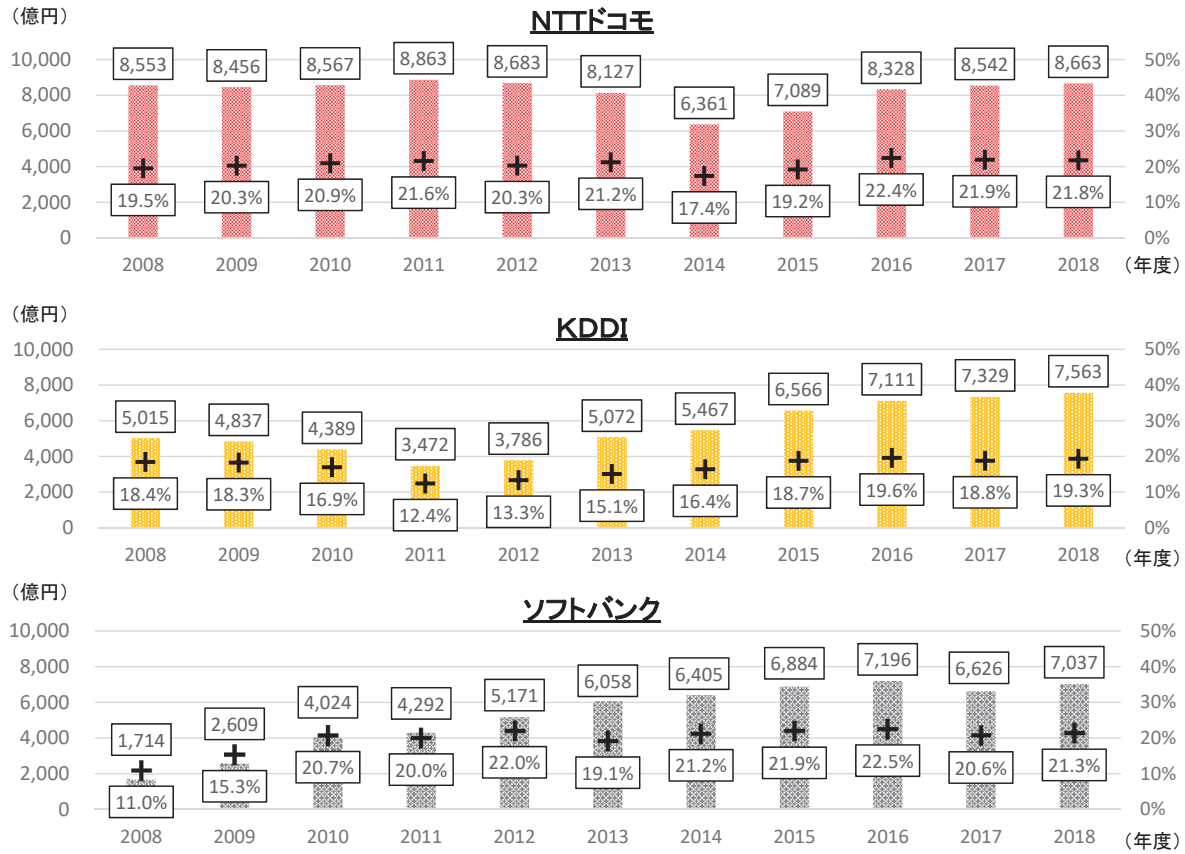 （億円）
NTTドコモ
10,000 8,553 8,456 8,567 8,863 8,683 8,127 6,361 7,089 8,328 8,542 8,663 50%
8,000 40%
6,000 30%
4,000 20%
2,000 19.5% 20.3% 20.9% 21.6% 20.3% 21.2% 17.4% 19.2% 22.4% 21.9% 21.8% 10%
0 0%
2008 2009 2010 2011 2012 2013 2014 2015 2016 2017 2018 （年度）
（億円）
KDDI
10,000 50%
8,000 40%
5,015 4,837 4,389 3,472 3,786 5,072 5,467 6,566 7,111 7,329 7,563
6,000 30%
4,000 20%
2,000 10%
18.4% 18.3% 16.9% 12.4% 13.3% 15.1% 16.4% 18.7% 19.6% 18.8% 19.3%
0 0%
2008 2009 2010 2011 2012 2013 2014 2015 2016 2017 2018 （年度）
（億円）
ソフトバンク
10,000 50%
8,000 40%
1,714 2,609 4,024 4,292 5,171 6,058 6,405 6,884 7,196 6,626 7,037
6,000 30%
4,000 20%
2,000 10%
11.0% 15.3% 20.7% 20.0% 22.0% 19.1% 21.2% 21.9% 22.5% 20.6% 21.3%
0 0%
2008 2009 2010 2011 2012 2013 2014 2015 2016 2017 2018 （年度）